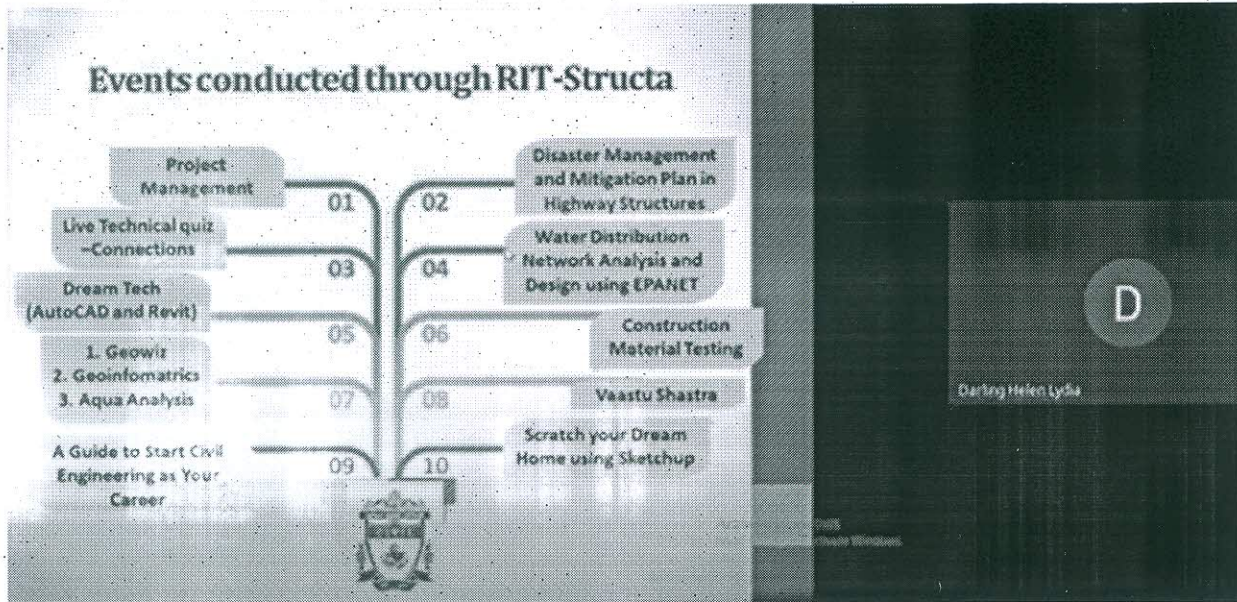 Events conducted through RIT-Structa
Project
Management
01
02
Disaster Management
and Mitigation Plan in
Highway Structures
Live Technical quiz
–Connections
03
04
Water Distribution
Network Analysis and
Design using EPANET
Dream Tech
(AutoCAD and Revit)
05
06
Construction
Material Testing
1. Geowiz
2. Geoinfomatrics
3. Aqua Analysis
07
08
Vaastu Shastra
A Guide to Start Civil
Engineering as Your
Career
09
10
Scratch your Dream
Home using Sketchup
D
Darling Helen Lydia
Windows